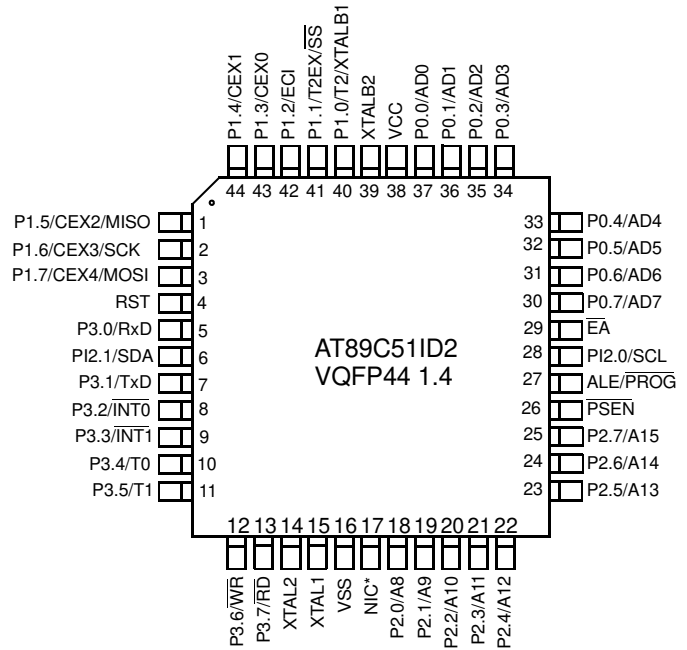 P1.4/CEX1
P1.3/CEX0
P1.2/ECI
P1.1/T2EX/S̅S̅
P1.0/T2/XTALB1
XTALB2
VCC
P0.0/AD0
P0.1/AD1
P0.2/AD2
P0.3/AD3
44 43 42 41 40 39 38 37 36 35 34
P1.5/CEX2/MISO 1
P1.6/CEX3/SCK 2
P1.7/CEX4/MOSI 3
RST 4
P3.0/RxD 5
PI2.1/SDA 6
P3.1/TxD 7
P3.2/I̅N̅T̅0̅ 8
P3.3/I̅N̅T̅1̅ 9
P3.4/T0 10
P3.5/T1 11
AT89C51ID2
VQFP44 1.4
33 P0.4/AD4
32 P0.5/AD5
31 P0.6/AD6
30 P0.7/AD7
29 E̅A̅
28 PI2.0/SCL
27 ALE/P̅R̅O̅G̅
26 P̅S̅E̅N̅
25 P2.7/A15
24 P2.6/A14
23 P2.5/A13
12 13 14 15 16 17 18 19 20 21 22
P3.6/W̅R̅
P3.7/R̅D̅
XTAL2
XTAL1
VSS
NIC*
P2.0/A8
P2.1/A9
P2.2/A10
P2.3/A11
P2.4/A12